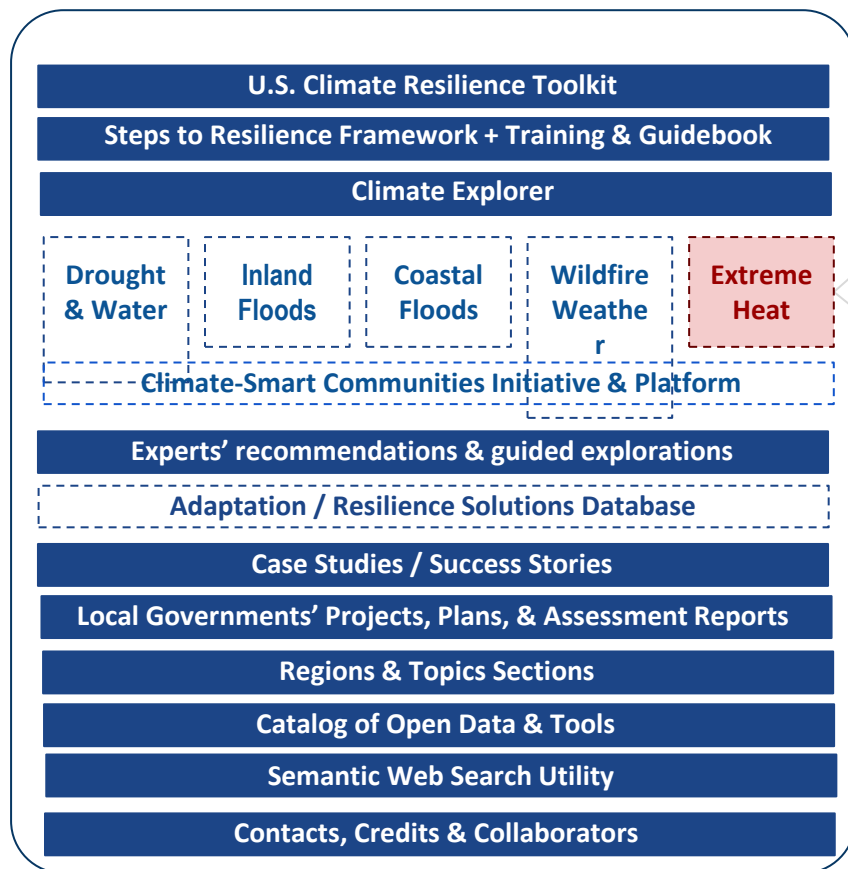 U.S. Climate Resilience Toolkit
Steps to Resilience Framework + Training & Guidebook
Climate Explorer
Drought
& Water
Inland
Floods
Coastal
Floods
Wildfire
Weathe
r
Extreme
Heat
Climate-Smart Communities Initiative & Platform
Experts’ recommendations & guided explorations
Adaptation / Resilience Solutions Database
Case Studies / Success Stories
Local Governments’ Projects, Plans, & Assessment Reports
Regions & Topics Sections
Catalog of Open Data & Tools
Semantic Web Search Utility
Contacts, Credits & Collaborators